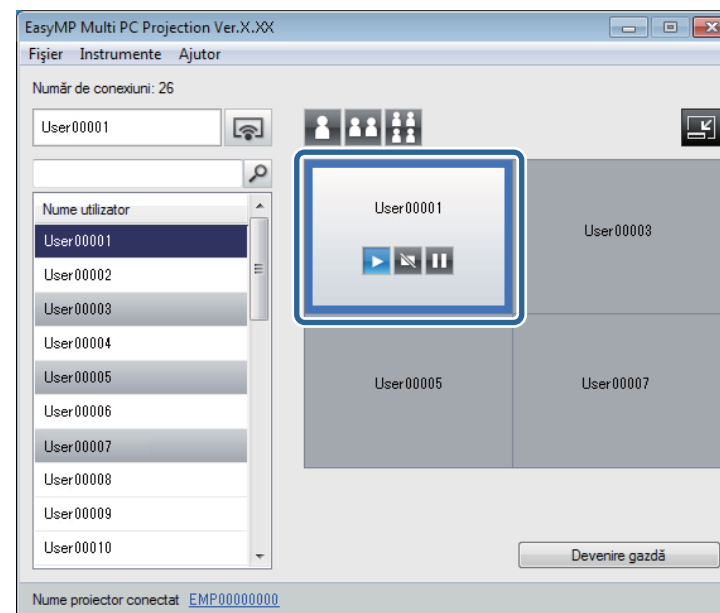 EasyMP Multi PC Projection Ver.X.XX
Fişier Instrumente Ajutor
Număr de conexiuni: 26
User00001
Nume utilizator
User00001
User00002
User00003
User00004
User00005
User00006
User00007
User00008
User00009
User00010
User00001
User00003
User00005
User00007
Devenire gazdă
Nume proiector conectat EMP00000000